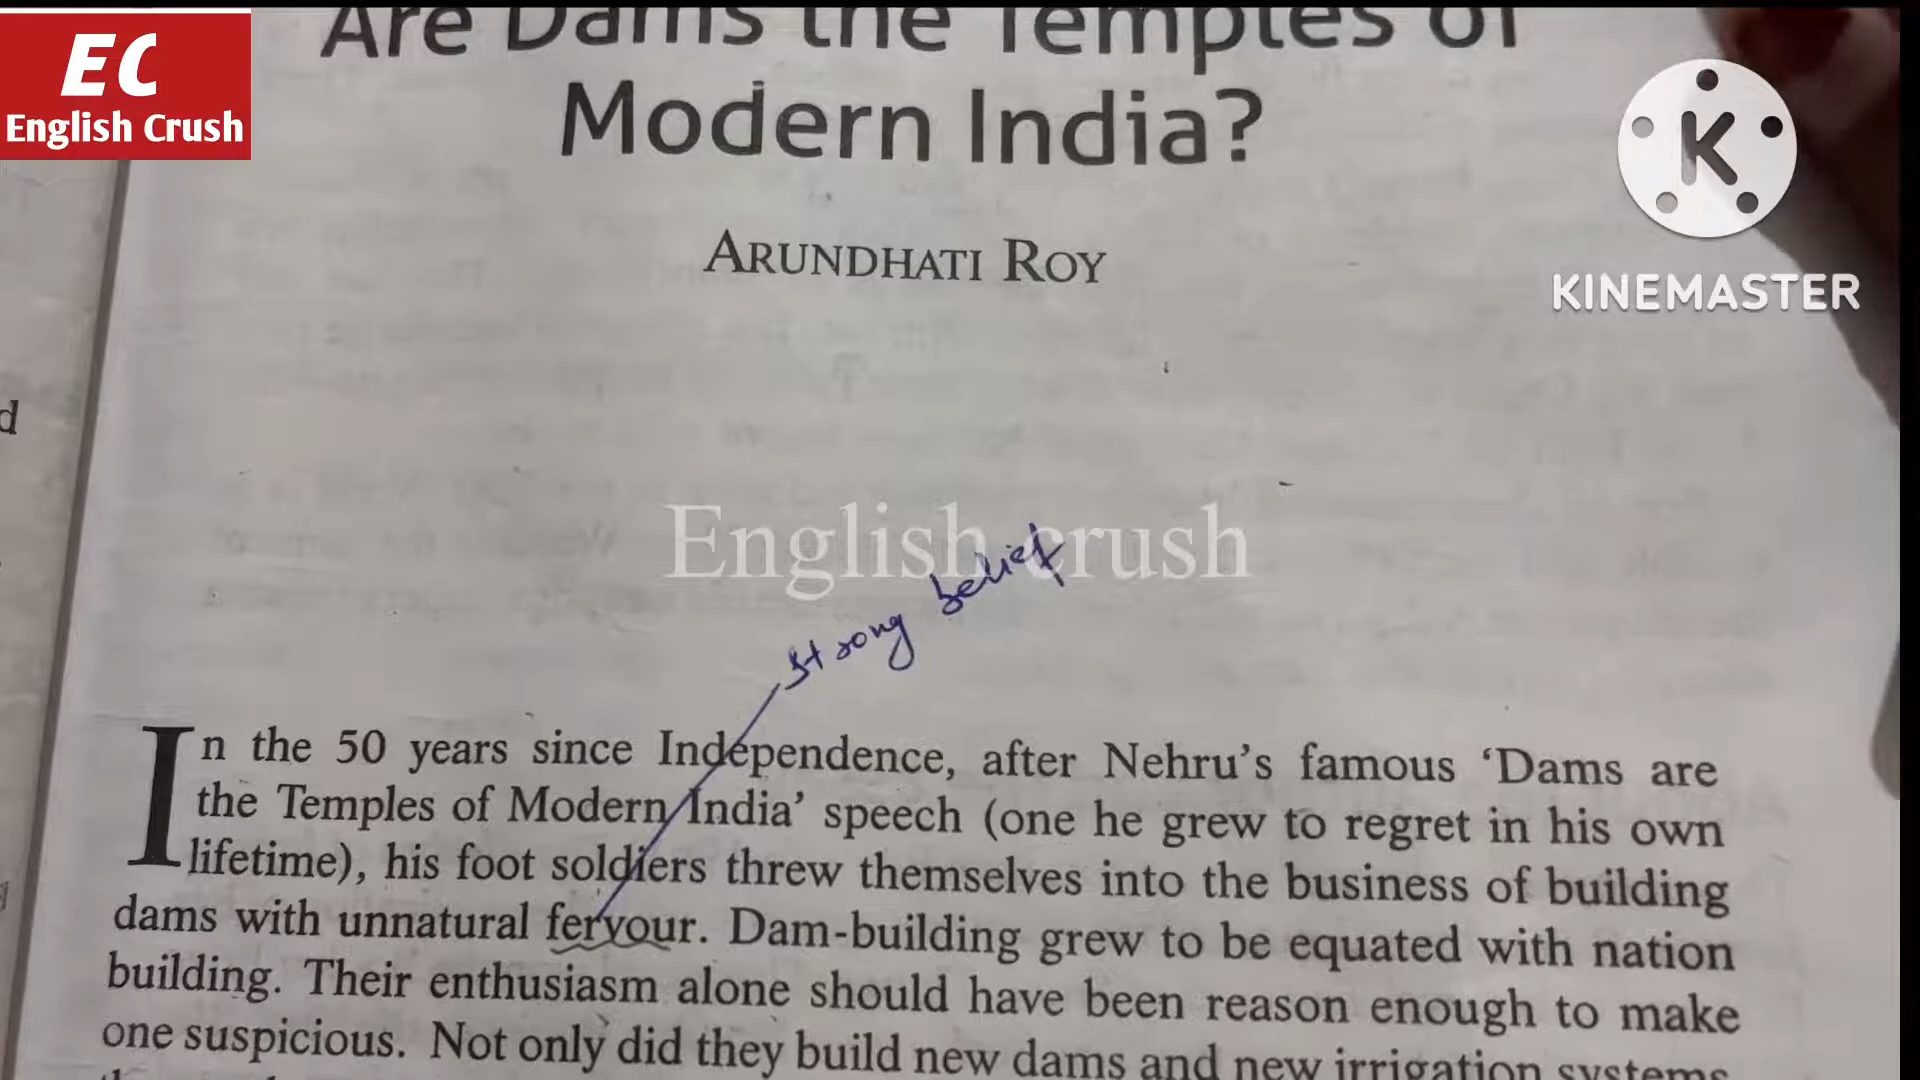 Are Dams the Temples of
Modern India?
EC
English Crush
K
KINEMASTER
ARUNDHATI ROY
d
English crush
strong belief
In the 50 years since Independence, after Nehru's famous 'Dams are
the Temples of Modern India' speech (one he grew to regret in his own
lifetime), his foot soldiers threw themselves into the business of building
dams with unnatural fervour. Dam-building grew to be equated with nation
building. Their enthusiasm alone should have been reason enough to make
one suspicious. Not only did they build new dams and new irrigation systems